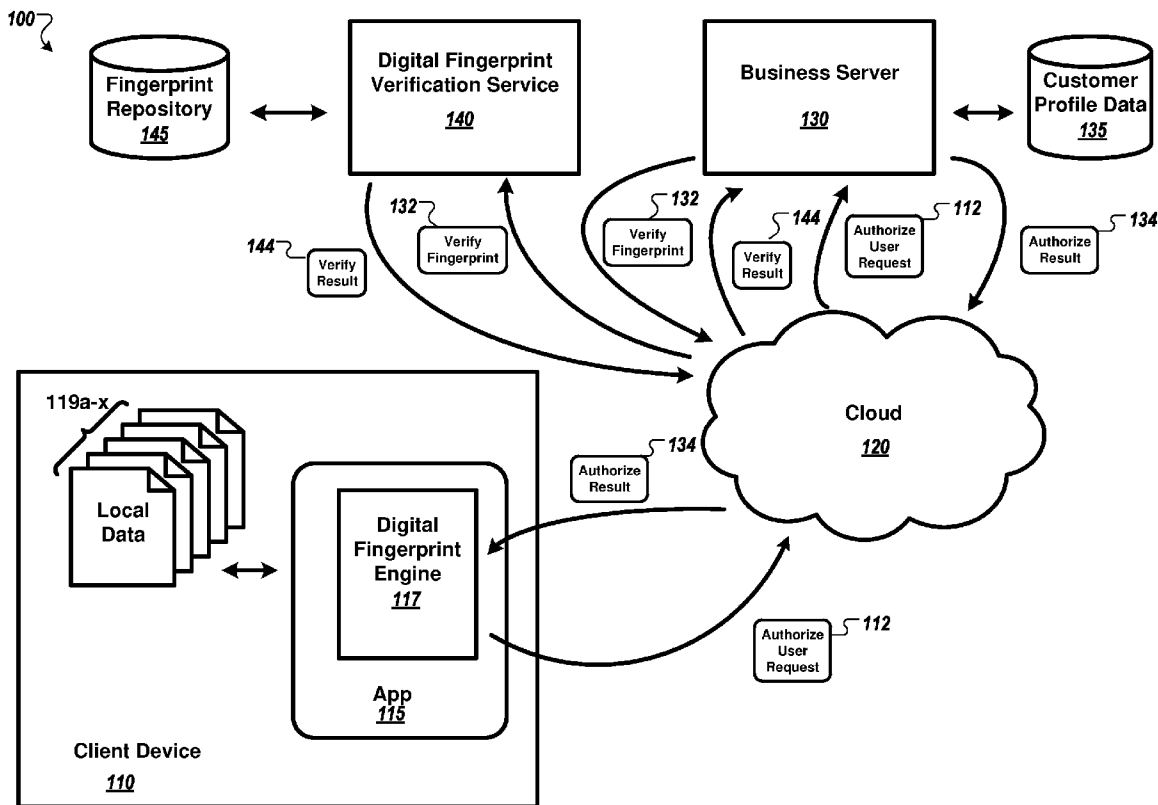 100
Fingerprint
Repository
145
Digital Fingerprint
Verification Service
140
Business Server
130
Customer
Profile Data
135
144
Verify
Result
132
Verify
Fingerprint
132
Verify
Fingerprint
144
Verify
Result
112
Authorize
User
Request
134
Authorize
Result
119a-x
Local
Data
Digital
Fingerprint
Engine
117
App
115
Client Device
110
134
Authorize
Result
Cloud
120
112
Authorize
User
Request